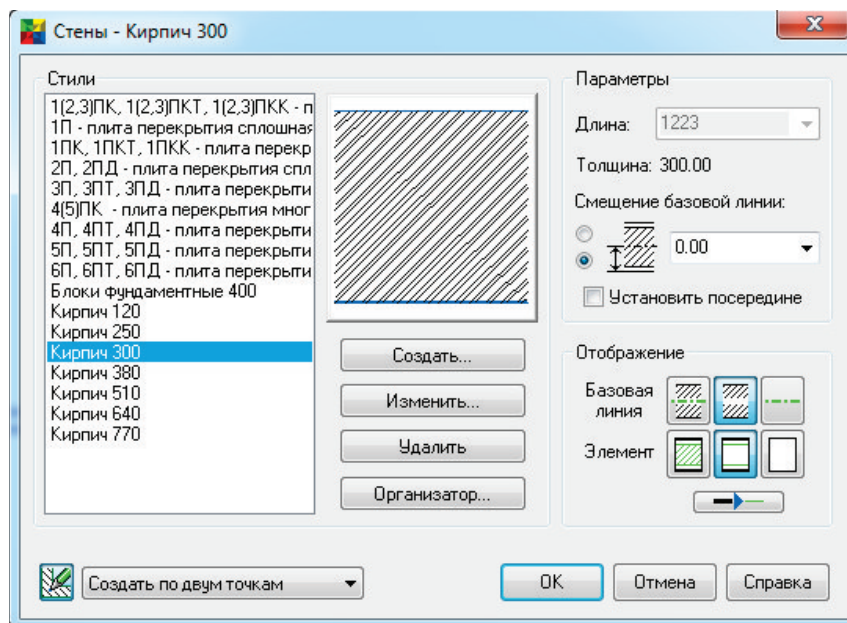 Стены - Кирпич 300
Стили
1(2,3)ПК, 1(2,3)ПКТ, 1(2,3)ПКК - п
1П - плита перекрытия сплошная
1ПК, 1ПКТ, 1ПКК - плита перекр
2П, 2ПД - плита перекрытия спл
3П, 3ПТ, 3ПД - плита перекрыти
4(5)ПК - плита перекрытия мног
4П, 4ПТ, 4ПД - плита перекрыти
5П, 5ПТ, 5ПД - плита перекрыти
6П, 6ПТ, 6ПД - плита перекрыти
Блоки фундаментные 400
Кирпич 120
Кирпич 250
Кирпич 300
Кирпич 380
Кирпич 510
Кирпич 640
Кирпич 770
Создать...
Изменить...
Удалить
Организатор...
Параметры
Длина: 1223
Толщина: 300.00
Смещение базовой линии:
0.00
Установить посередине
Отображение
Базовая
линия
Элемент
Создать по двум точкам
OK
Отмена
Справка